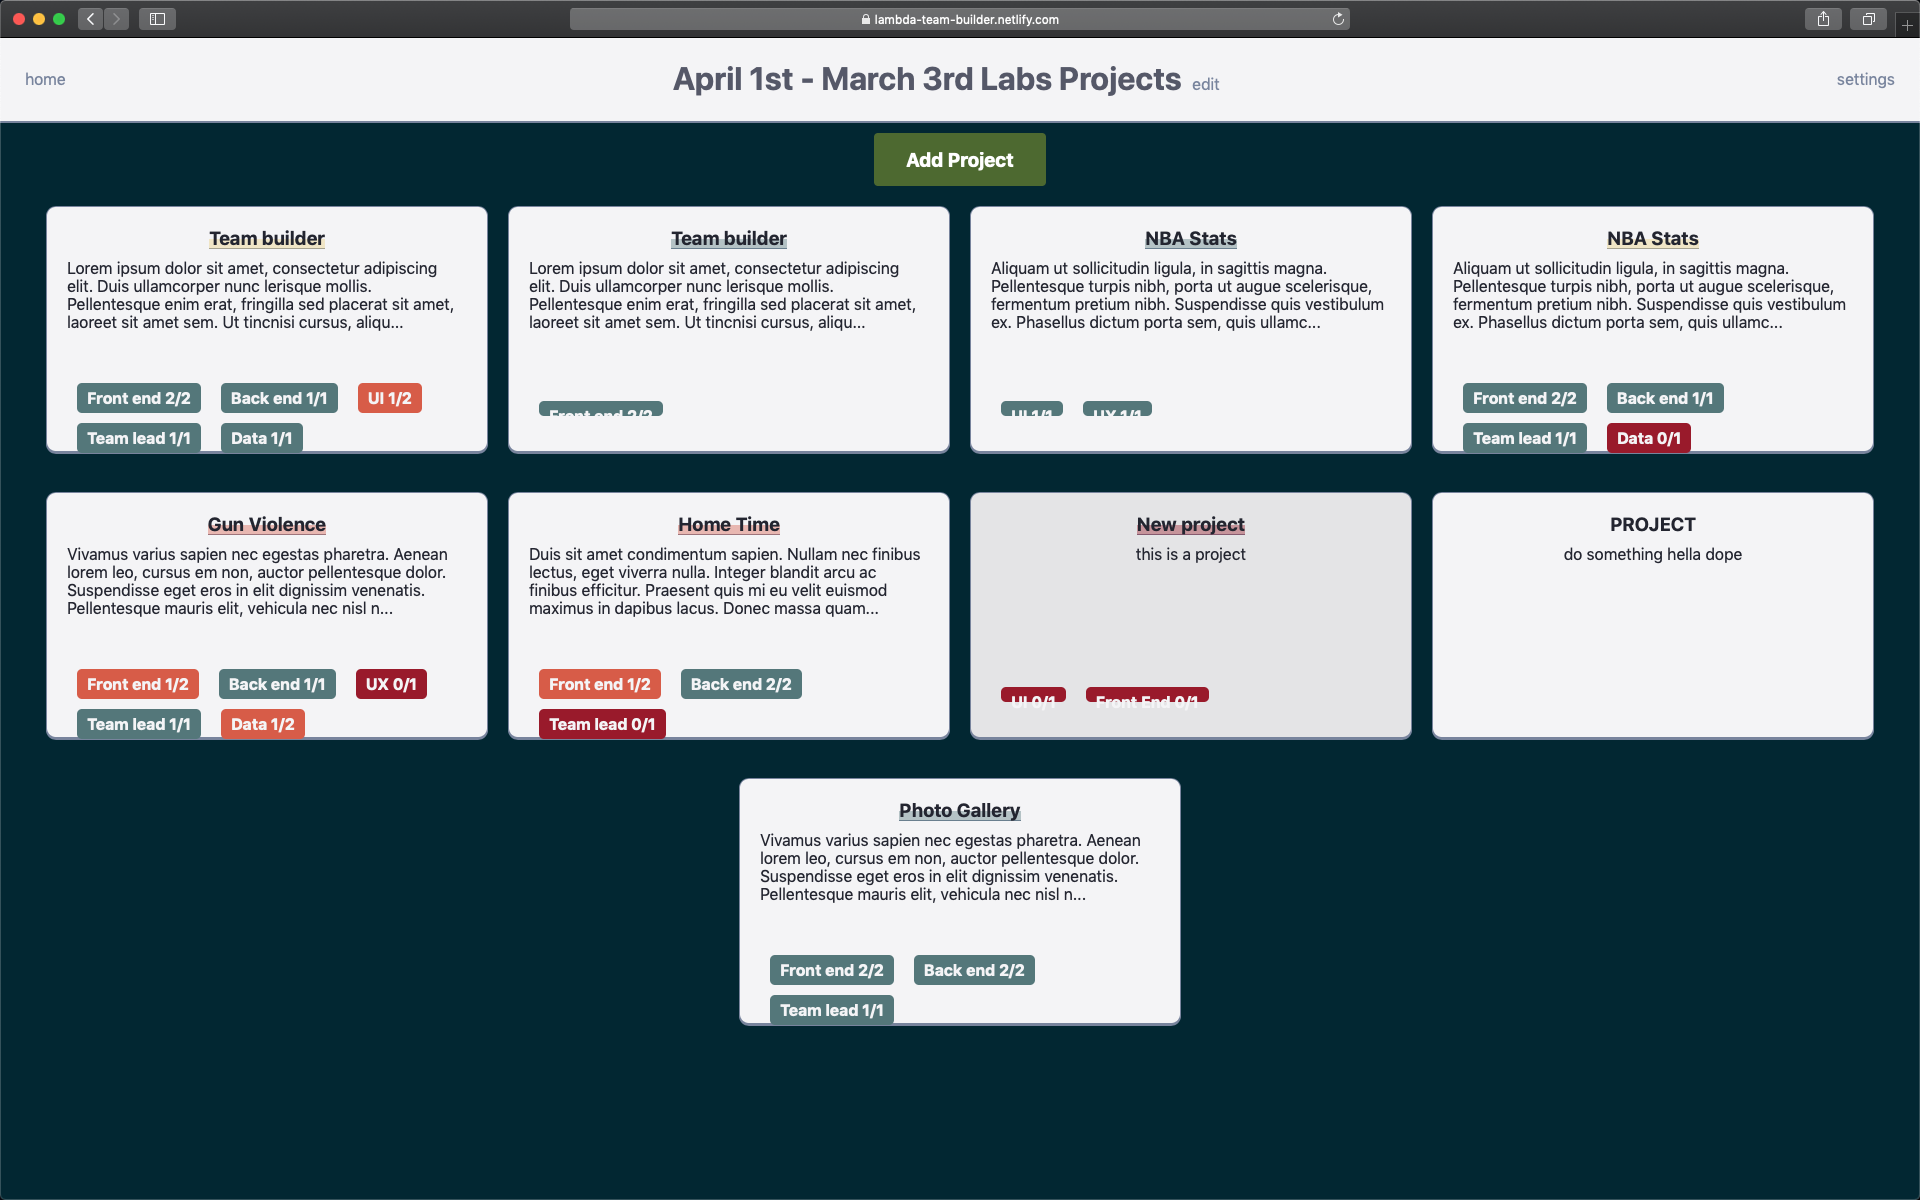 lambda-team-builder.netlify.com
home
April 1st - March 3rd Labs Projects edit
settings
Add Project
Team builder
Lorem ipsum dolor sit amet, consectetur adipiscing
elit. Duis ullamcorper nunc lerisque mollis.
Pellentesque enim erat, fringilla sed placerat sit amet,
laoreet sit amet sem. Ut tincnisi cursus, aliqu...
Front end 2/2 Back end 1/1 UI 1/2
Team lead 1/1 Data 1/1
Team builder
Lorem ipsum dolor sit amet, consectetur adipiscing
elit. Duis ullamcorper nunc lerisque mollis.
Pellentesque enim erat, fringilla sed placerat sit amet,
laoreet sit amet sem. Ut tincnisi cursus, aliqu...
Front end 2/2
NBA Stats
Aliquam ut sollicitudin ligula, in sagittis magna.
Pellentesque turpis nibh, porta ut augue scelerisque,
fermentum pretium nibh. Suspendisse quis vestibulum
ex. Phasellus dictum porta sem, quis ullamc...
UI 1/1 UX 1/1
NBA Stats
Aliquam ut sollicitudin ligula, in sagittis magna.
Pellentesque turpis nibh, porta ut augue scelerisque,
fermentum pretium nibh. Suspendisse quis vestibulum
ex. Phasellus dictum porta sem, quis ullamc...
Front end 2/2 Back end 1/1
Team lead 1/1 Data 0/1
Gun Violence
Vivamus varius sapien nec egestas pharetra. Aenean
lorem leo, cursus em non, auctor pellentesque dolor.
Suspendisse eget eros in elit dignissim venenatis.
Pellentesque mauris elit, vehicula nec nisl n...
Front end 1/2 Back end 1/1 UX 0/1
Team lead 1/1 Data 1/2
Home Time
Duis sit amet condimentum sapien. Nullam nec finibus
lectus, eget viverra nulla. Integer blandit arcu ac
finibus efficitur. Praesent quis mi eu velit euismod
maximus in dapibus lacus. Donec massa quam...
Front end 1/2 Back end 2/2
Team lead 0/1
New project
this is a project
UI 0/1 Front End 0/1
PROJECT
do something hella dope
Photo Gallery
Vivamus varius sapien nec egestas pharetra. Aenean
lorem leo, cursus em non, auctor pellentesque dolor.
Suspendisse eget eros in elit dignissim venenatis.
Pellentesque mauris elit, vehicula nec nisl n...
Front end 2/2 Back end 2/2
Team lead 1/1